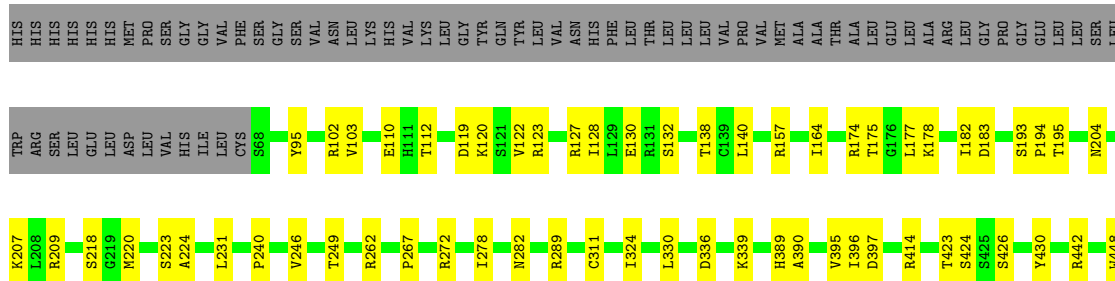 HIS HIS HIS HIS HIS HIS HIS MET PRO SER GLY GLY VAL PHE SER GLY SER VAL ASN LEU LYS HIS VAL LYS LEU GLY TYR GLN TYR LEU VAL ASN HIS PHE LEU THR LEU LEU LEU VAL PRO VAL MET ALA ALA THR ALA LEU GLU LEU ALA ARG LEU GLY PRO GLY GLU LEU LEU SER LEU
TRP ARG SER LEU GLU LEU ASP LEU VAL HIS ILE LEU CYS S68 Y95 R102 V103 E110 H111 T112 D119 K120 S121 V122 R123 R127 I128 L129 E130 R131 S132 T138 C139 L140 R157 I164 R174 T175 G176 L177 K178 I182 D183 S193 P194 T195 N204
K207 L208 R209 S218 G219 M220 S223 A224 L231 P240 V246 T249 R262 P267 R272 I278 N282 R289 C311 I324 L330 D336 K339 H389 A390 V395 I396 D397 R414 T423 S424 S425 S426 Y430 R442 W448